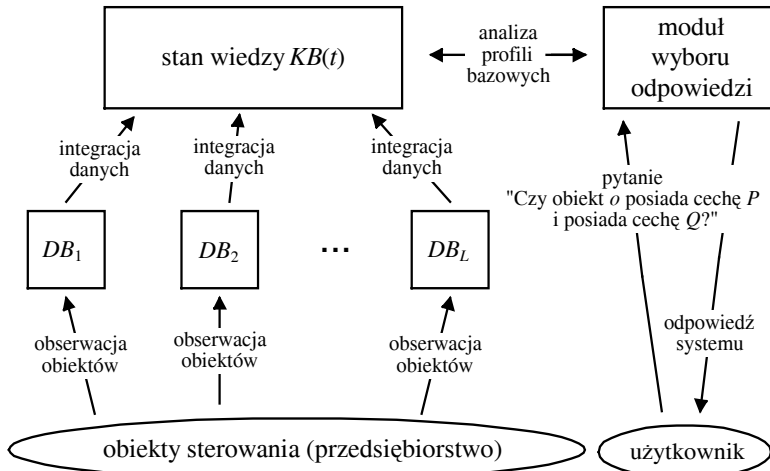 stan wiedzy KB(t)
analiza
profili
bazowych
moduł
wyboru
odpowiedzi
integracja
danych
integracja
danych
integracja
danych
pytanie
"Czy obiekt o posiada cechę P
i posiada cechę Q?"
DB1
DB2
...
DBL
obserwacja
obiektów
obserwacja
obiektów
obserwacja
obiektów
odpowiedź
systemu
obiekty sterowania (przedsiębiorstwo)
użytkownik